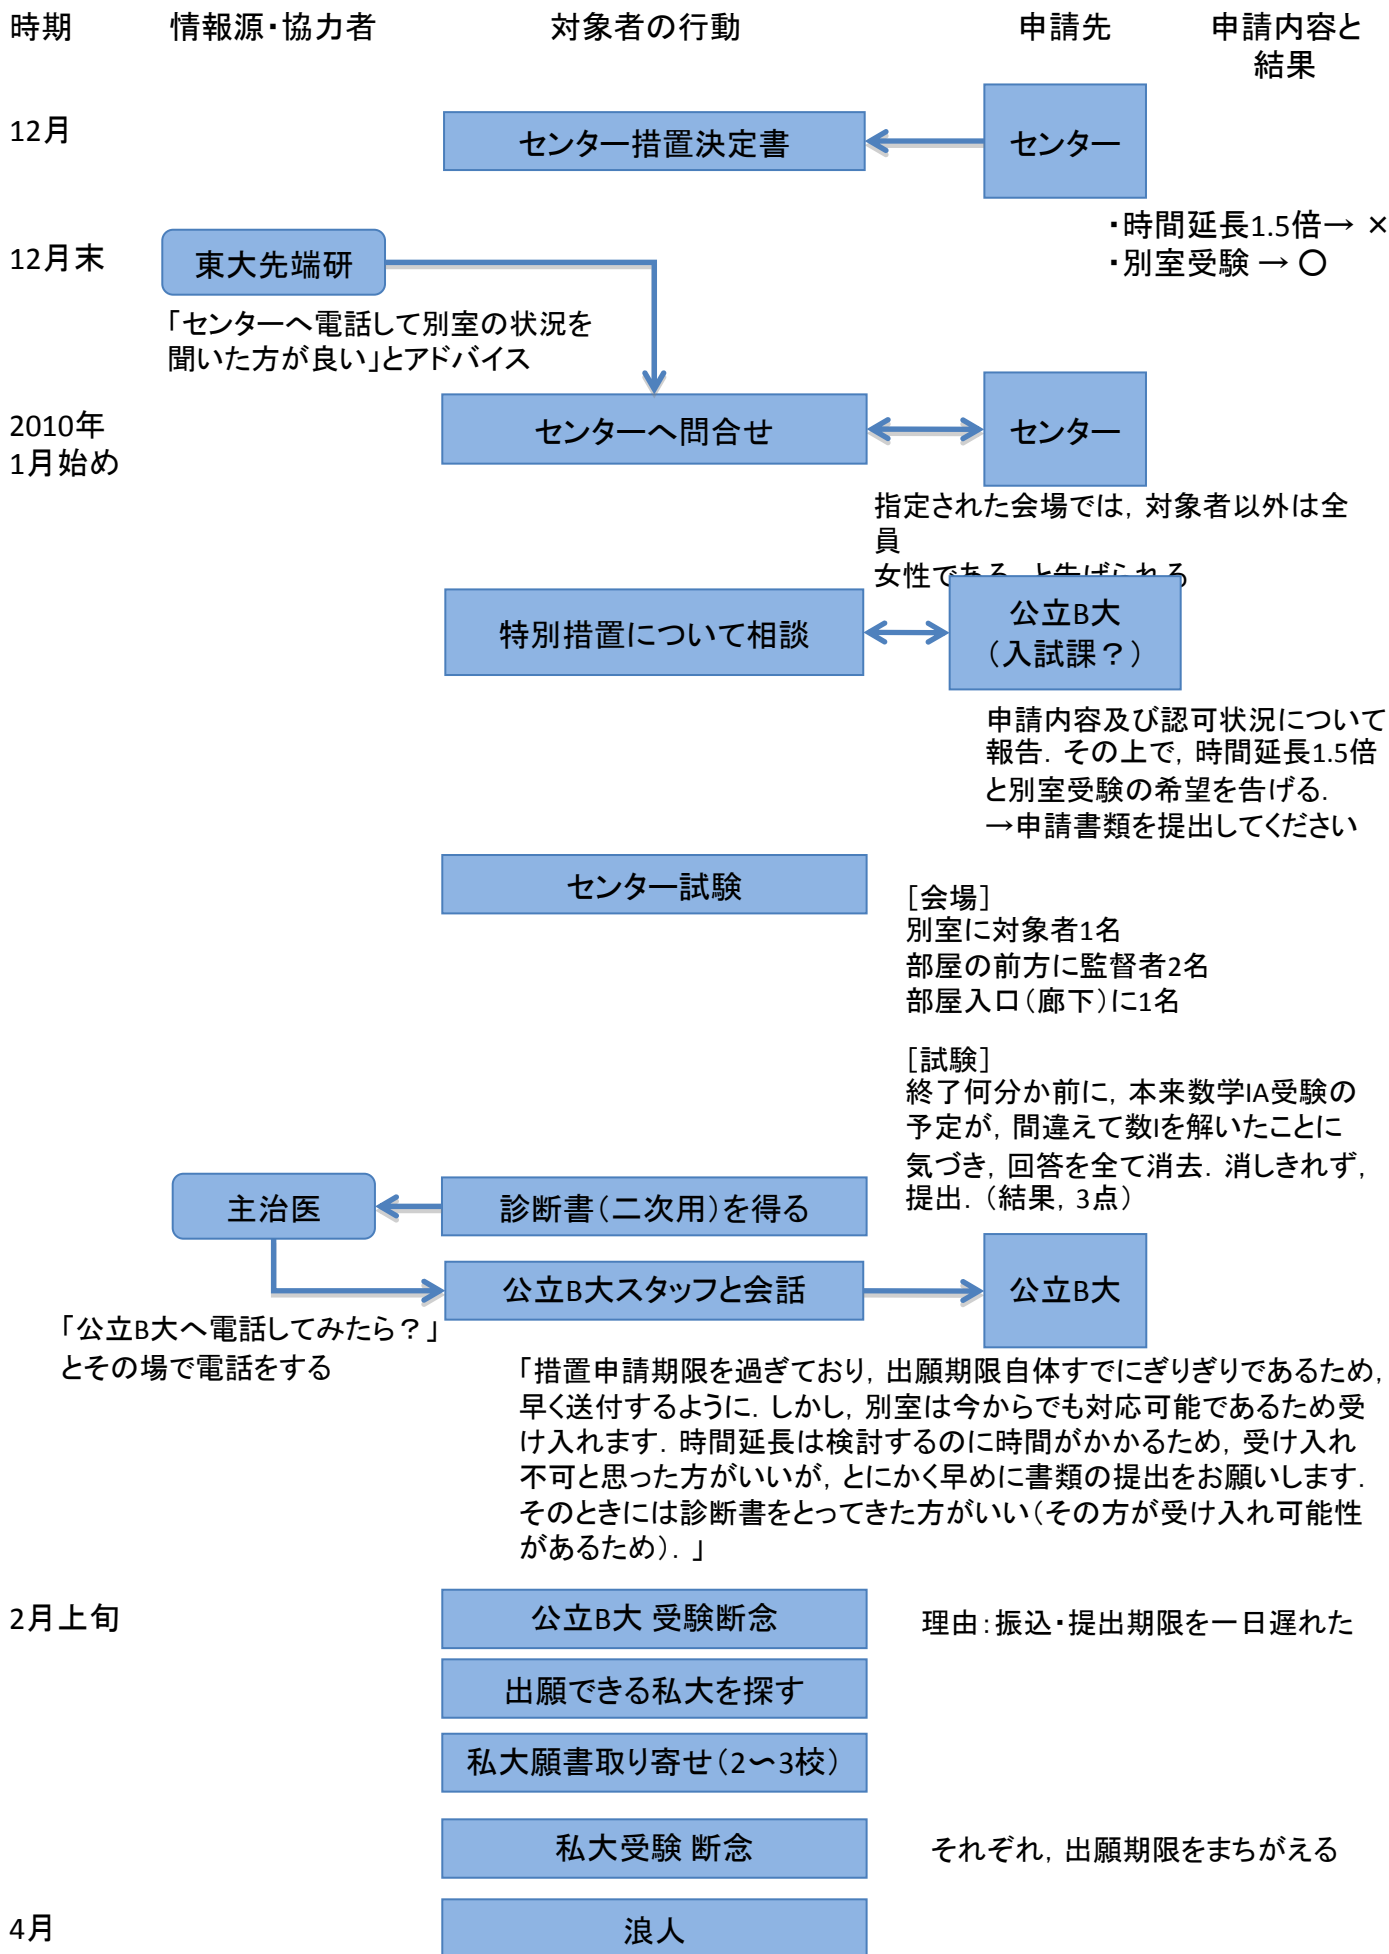 時期 情報源・協力者 対象者の行動 申請先 申請内容と
結果
12月
センター措置決定書
センター
・時間延長1.5倍→ ×
・別室受験 → ○
12月末
東大先端研
「センターへ電話して別室の状況を
聞いた方が良い」とアドバイス
2010年
1月始め
センターへ問合せ
センター
指定された会場では，対象者以外は全
員
女性である，と告げられる
特別措置について相談
公立B大
（入試課？）
申請内容及び認可状況について
報告．その上で，時間延長1.5倍
と別室受験の希望を告げる．
→申請書類を提出してください
センター試験
［会場］
別室に対象者1名
部屋の前方に監督者2名
部屋入口（廊下）に1名
［試験］
終了何分か前に，本来数学IA受験の
予定が，間違えて数Iを解いたことに
気づき，回答を全て消去．消しきれず，
提出．（結果，3点）
主治医
診断書（二次用）を得る
公立B大スタッフと会話
公立B大
「公立B大へ電話してみたら？」
とその場で電話をする
「措置申請期限を過ぎており，出願期限自体すでにぎりぎりであるため，
早く送付するように．しかし，別室は今からでも対応可能であるため受
け入れます．時間延長は検討するのに時間がかかるため，受け入れ
不可と思った方がいいが，とにかく早めに書類の提出をお願いします．
そのときには診断書をとってきた方がいい（その方が受け入れ可能性
があるため）．」
2月上旬
公立B大 受験断念
理由：振込・提出期限を一日遅れた
出願できる私大を探す
私大願書取り寄せ（2〜3校）
私大受験 断念
それぞれ，出願期限をまちがえる
4月
浪人